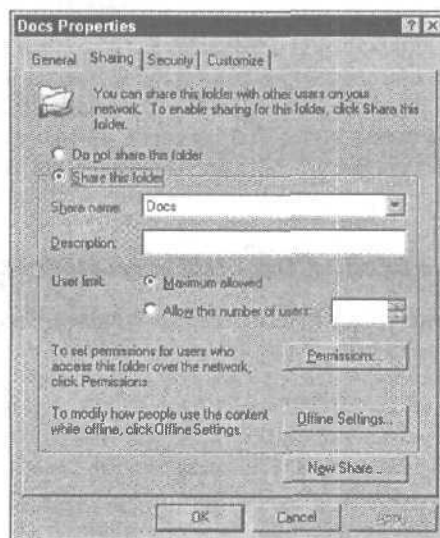 Docs Properties
General Sharing Security Customize
You can share this folder with other users on your
network. To enable sharing for this folder, click Share this
folder.
Do not share this folder
Share this folder
Share name: Docs
Description:
User limit: Maximum allowed
Allow this number of users:
To set permissions for users who
access this folder over the network,
click Permissions.
Permissions...
To modify how people use the content
while offline, click Offline Settings.
Offline Settings...
New Share...
OK Cancel Apply